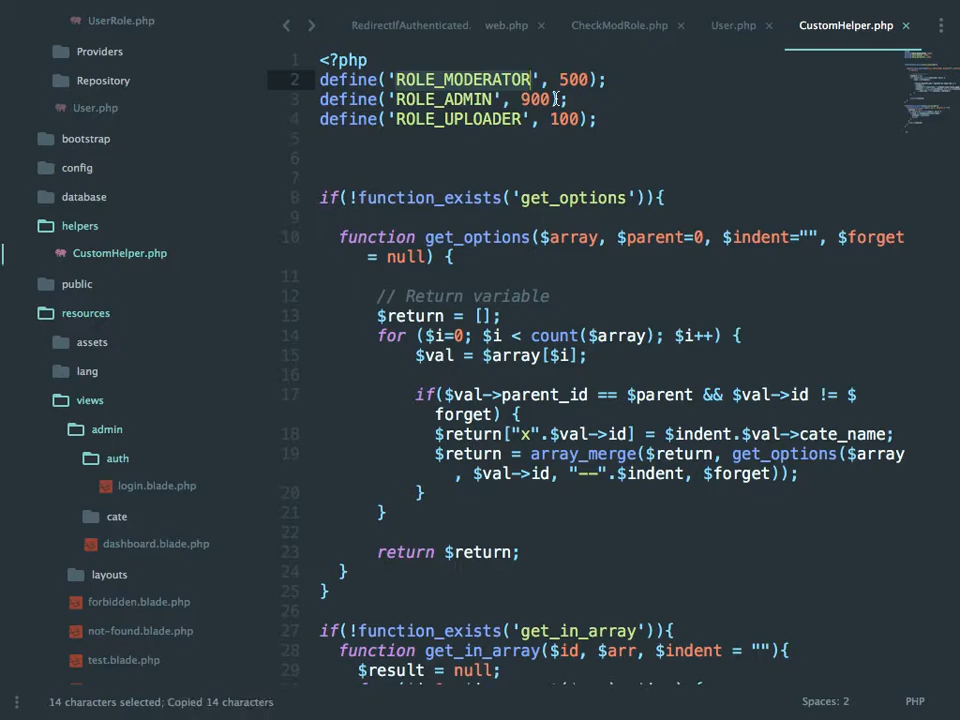 UserRole.php
Providers
Repository
User.php
bootstrap
config
database
helpers
CustomHelper.php
public
resources
assets
lang
views
admin
auth
login.blade.php
cate
dashboard.blade.php
layouts
forbidden.blade.php
not-found.blade.php
test.blade.php
RedirectIfAuthenticated. web.php × CheckModRole.php × User.php × CustomHelper.php ×
1 <?php
2 define('ROLE_MODERATOR', 500);
3 define('ROLE_ADMIN', 900);
4 define('ROLE_UPLOADER', 100);
5
6
7
8 if(!function_exists('get_options')){
9
10 function get_options($array, $parent=0, $indent="", $forget
= null) {
11
12 // Return variable
13 $return = [];
14 for ($i=0; $i < count($array); $i++) {
15 $val = $array[$i];
16
17 if($val->parent_id == $parent && $val->id != $
forget) {
18 $return["x".$val->id] = $indent.$val->cate_name;
19 $return = array_merge($return, get_options($array
, $val->id, "--".$indent, $forget));
20 }
21 }
22
23 return $return;
24 }
25 }
26
27 if(!function_exists('get_in_array')){
28 function get_in_array($id, $arr, $indent = ""){
29 $result = null;
14 characters selected; Copied 14 characters
Spaces: 2
PHP